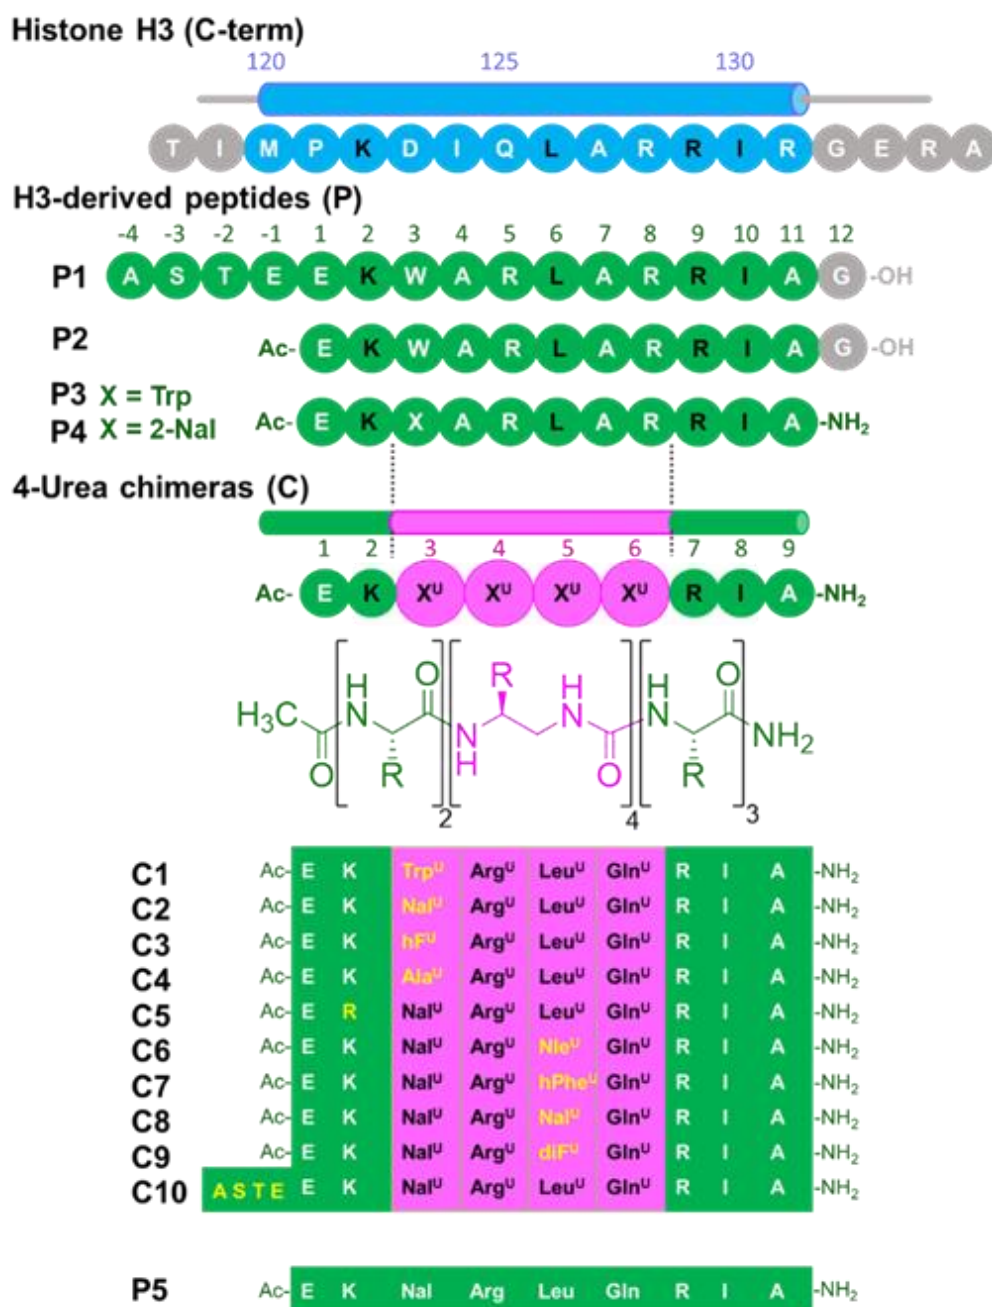 Histone H3 (C-term)
120 125 130
T I M P K D I Q L A R R I R G E R A
H3-derived peptides (P)
-4 -3 -2 -1 1 2 3 4 5 6 7 8 9 10 11 12
P1 A S T E E K W A R L A R R I A G -OH
P2 Ac- E K W A R L A R R I A G -OH
P3 X = Trp
P4 X = 2-Nal Ac- E K X A R L A R R I A -NH₂
4-Urea chimeras (C)
1 2 3 4 5 6 7 8 9
Ac- E K Xᵁ Xᵁ Xᵁ Xᵁ R I A -NH₂
H R H H
H₃C N O N N O
O R N H O R NH₂
2 4 3
C1 Ac- E K Trpᵁ Argᵁ Leuᵁ Glnᵁ R I A -NH₂
C2 Ac- E K Nalᵁ Argᵁ Leuᵁ Glnᵁ R I A -NH₂
C3 Ac- E K hFᵁ Argᵁ Leuᵁ Glnᵁ R I A -NH₂
C4 Ac- E K Alaᵁ Argᵁ Leuᵁ Glnᵁ R I A -NH₂
C5 Ac- E R Nalᵁ Argᵁ Leuᵁ Glnᵁ R I A -NH₂
C6 Ac- E K Nalᵁ Argᵁ Nleᵁ Glnᵁ R I A -NH₂
C7 Ac- E K Nalᵁ Argᵁ hPheᵁ Glnᵁ R I A -NH₂
C8 Ac- E K Nalᵁ Argᵁ Nalᵁ Glnᵁ R I A -NH₂
C9 Ac- E K Nalᵁ Argᵁ diFᵁ Glnᵁ R I A -NH₂
C10 A S T E E K Nalᵁ Argᵁ Leuᵁ Glnᵁ R I A -NH₂
P5 Ac- E K Nal Arg Leu Gln R I A -NH₂